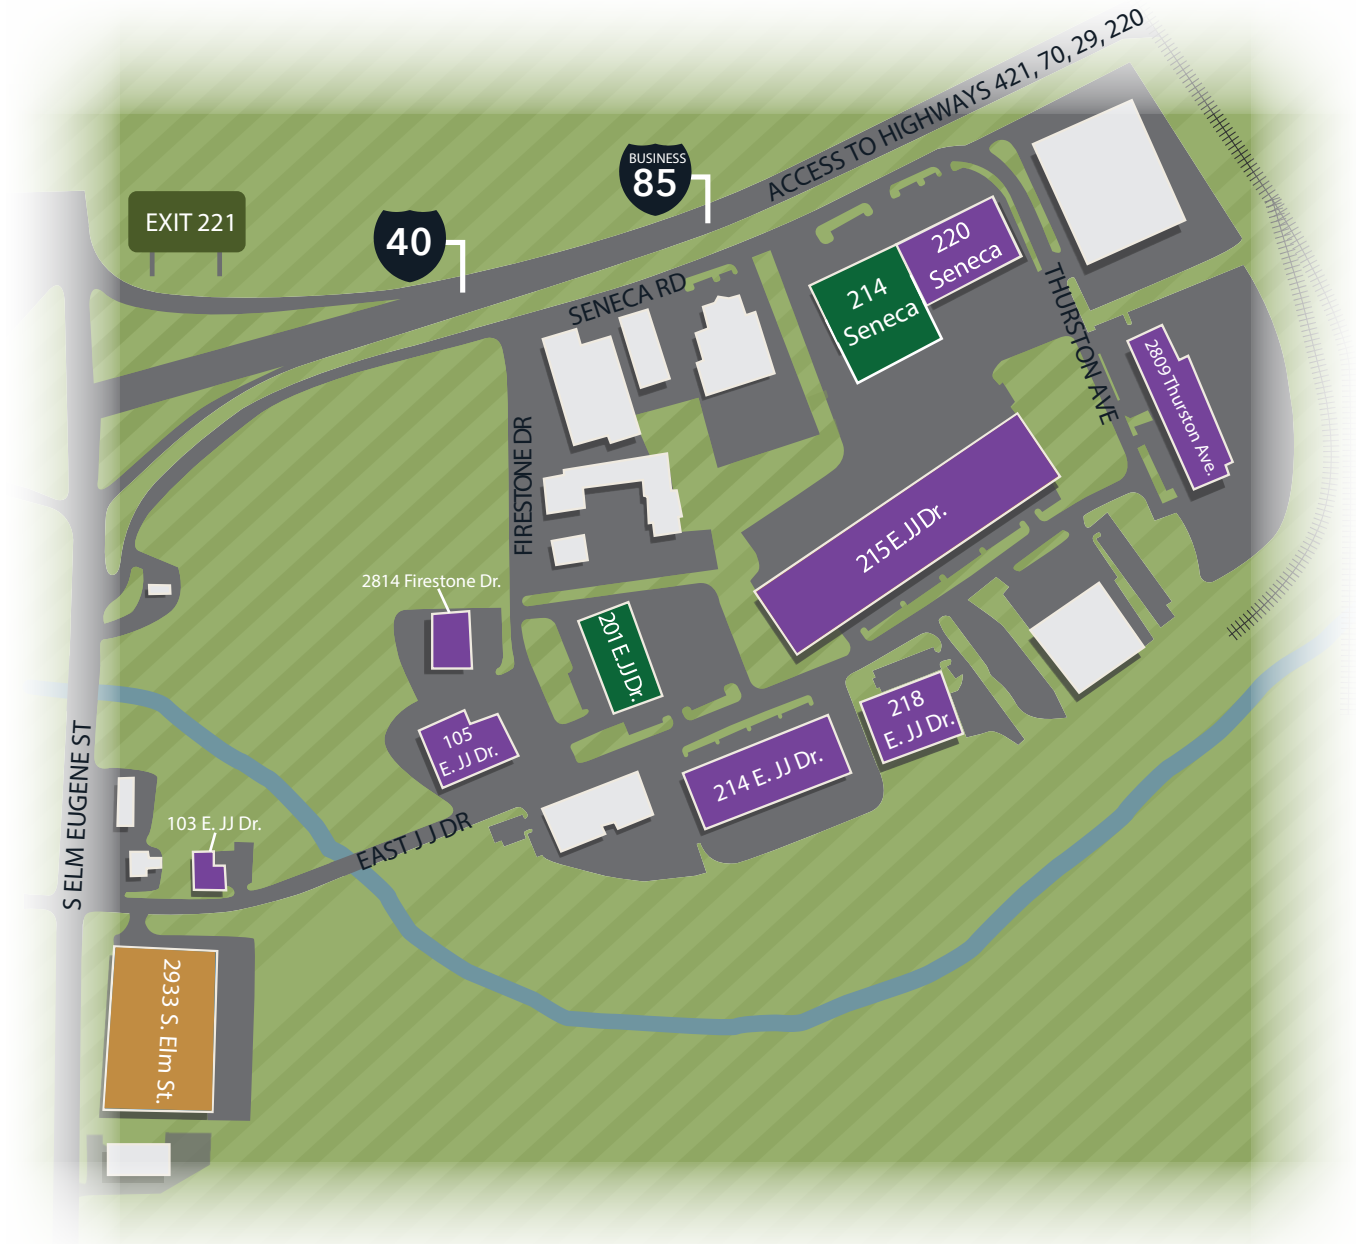 ACCESS TO HIGHWAYS 421, 70, 29, 220
BUSINESS
85
EXIT 221
40
SENECA RD
220
Seneca
214
Seneca
THURSTON AVE
2809 Thurston Ave.
FIRESTONE DR
215 E. JJ Dr.
2814 Firestone Dr.
201 E. JJ Dr.
218
E. JJ Dr.
105
E. JJ Dr.
214 E. JJ Dr.
S ELM EUGENE ST
103 E. JJ Dr.
EAST J J DR
2933 S. Elm St.